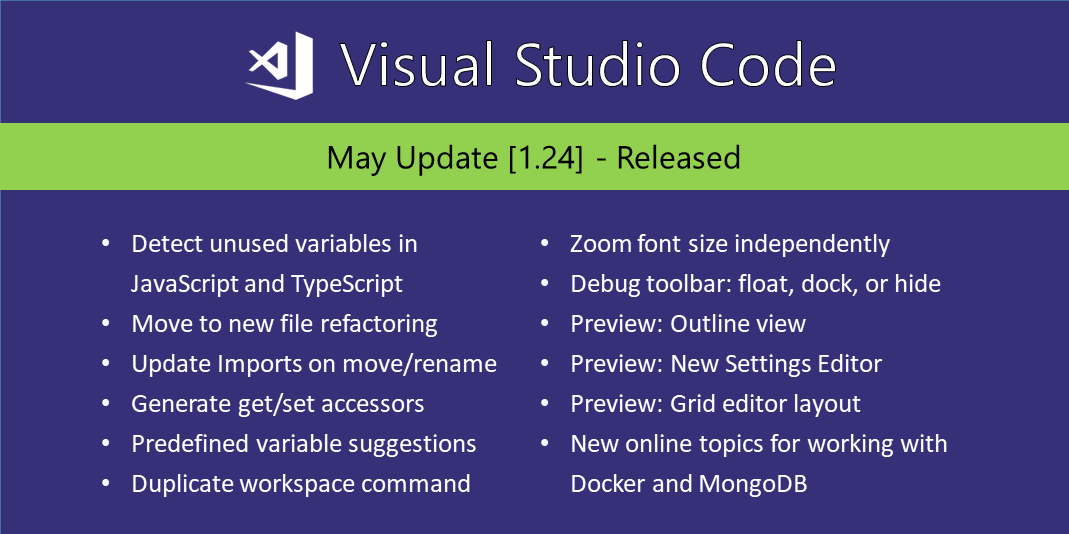 Visual Studio Code
May Update [1.24] - Released
• Detect unused variables in
JavaScript and TypeScript
• Move to new file refactoring
• Update Imports on move/rename
• Generate get/set accessors
• Predefined variable suggestions
• Duplicate workspace command
• Zoom font size independently
• Debug toolbar: float, dock, or hide
• Preview: Outline view
• Preview: New Settings Editor
• Preview: Grid editor layout
• New online topics for working with
Docker and MongoDB